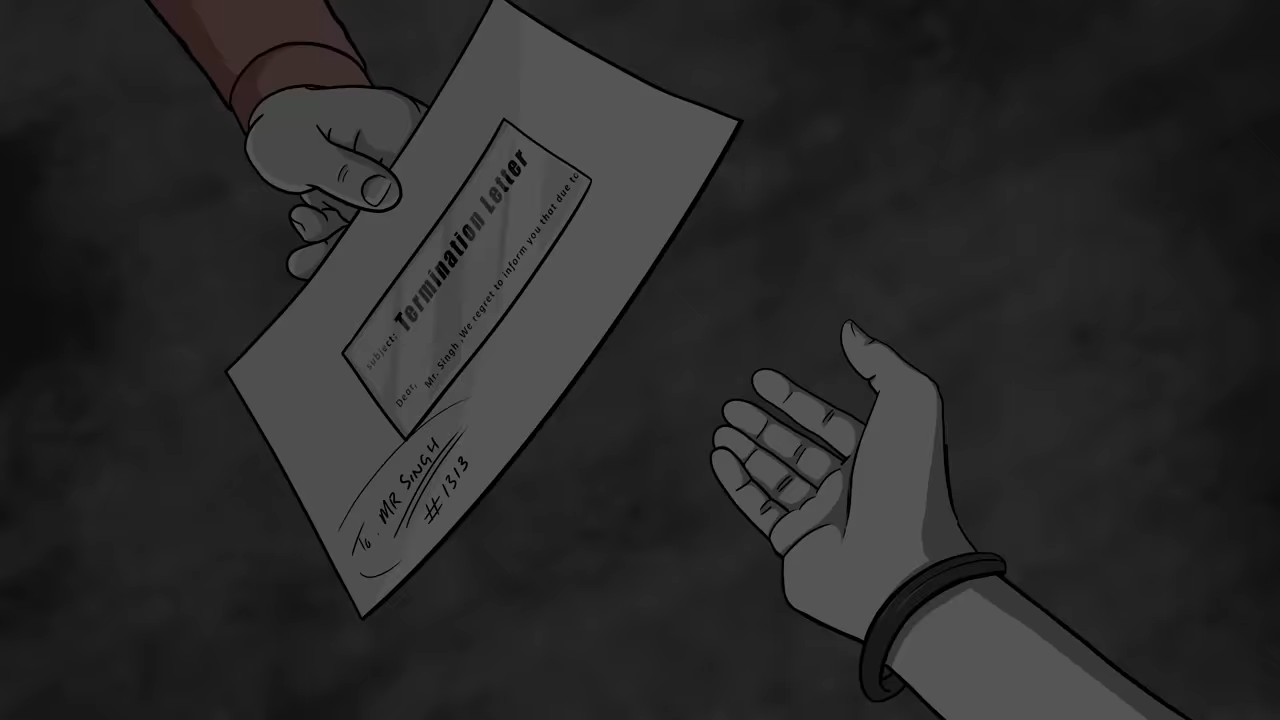 subject: Termination Letter
Dear,
Mr. Singh ,We regret to inform you that due to
To. MR SINGH
# 1313